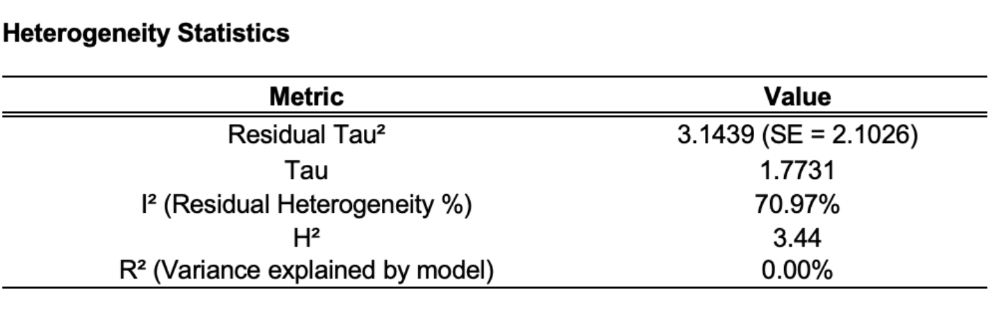 Heterogeneity Statistics
Metric Value
Residual Tau² 3.1439 (SE = 2.1026)
Tau 1.7731
I² (Residual Heterogeneity %) 70.97%
H² 3.44
R² (Variance explained by model) 0.00%